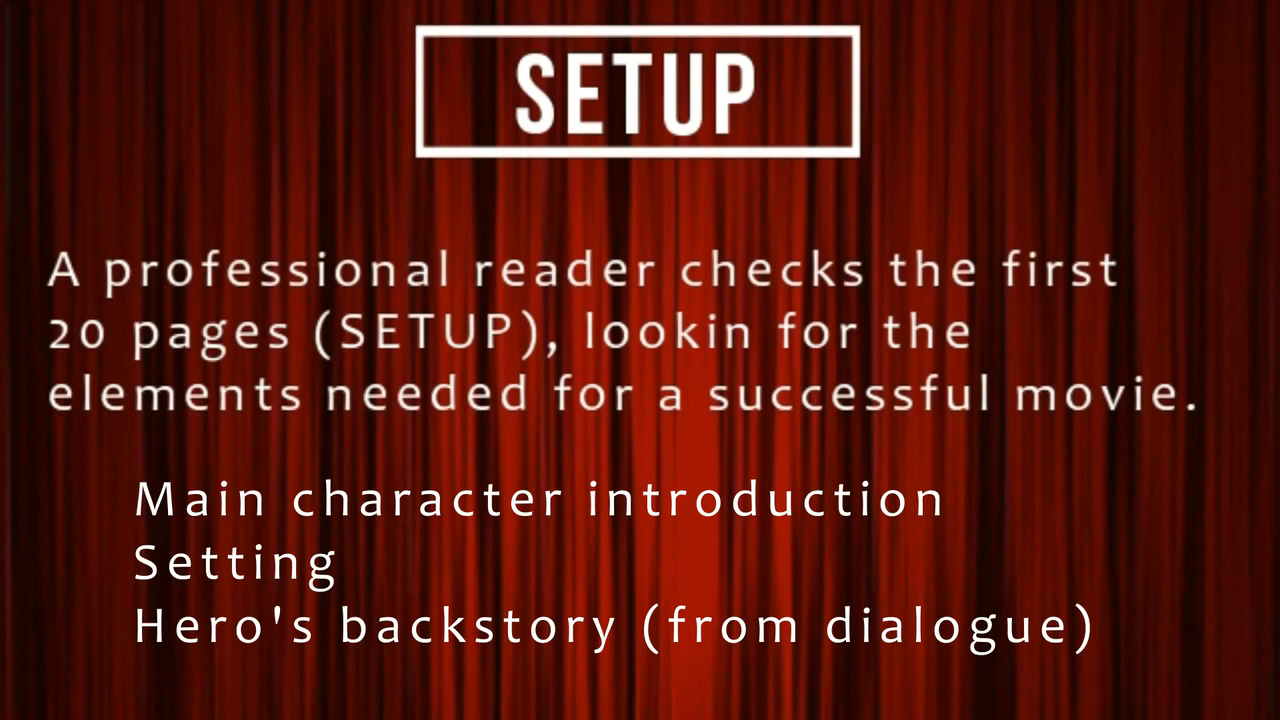 SETUP
A professional reader checks the first
20 pages (SETUP), lookin for the
elements needed for a successful movie.
Main character introduction
Setting
Hero's backstory (from dialogue)